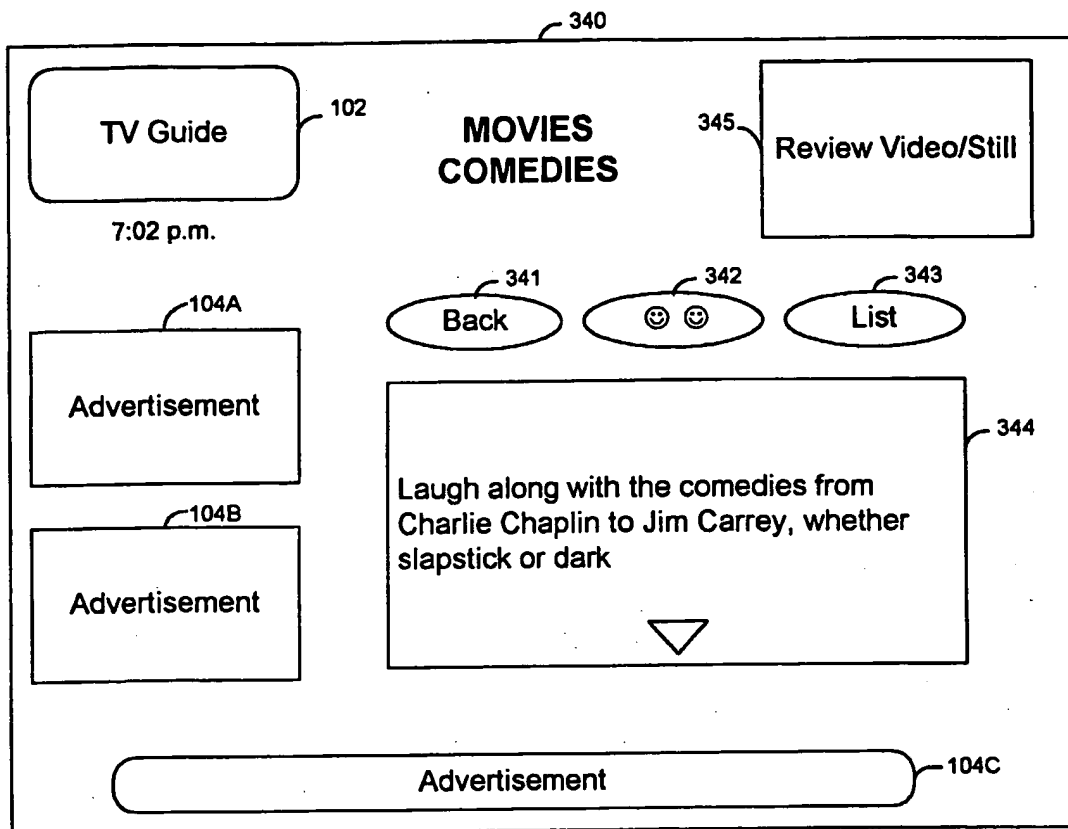 340
TV Guide
102
MOVIES
COMEDIES
345
Review Video/Still
7:02 p.m.
341
342
343
Back
List
104A
Advertisement
344
Laugh along with the comedies from
Charlie Chaplin to Jim Carrey, whether
slapstick or dark
104B
Advertisement
Advertisement
104C